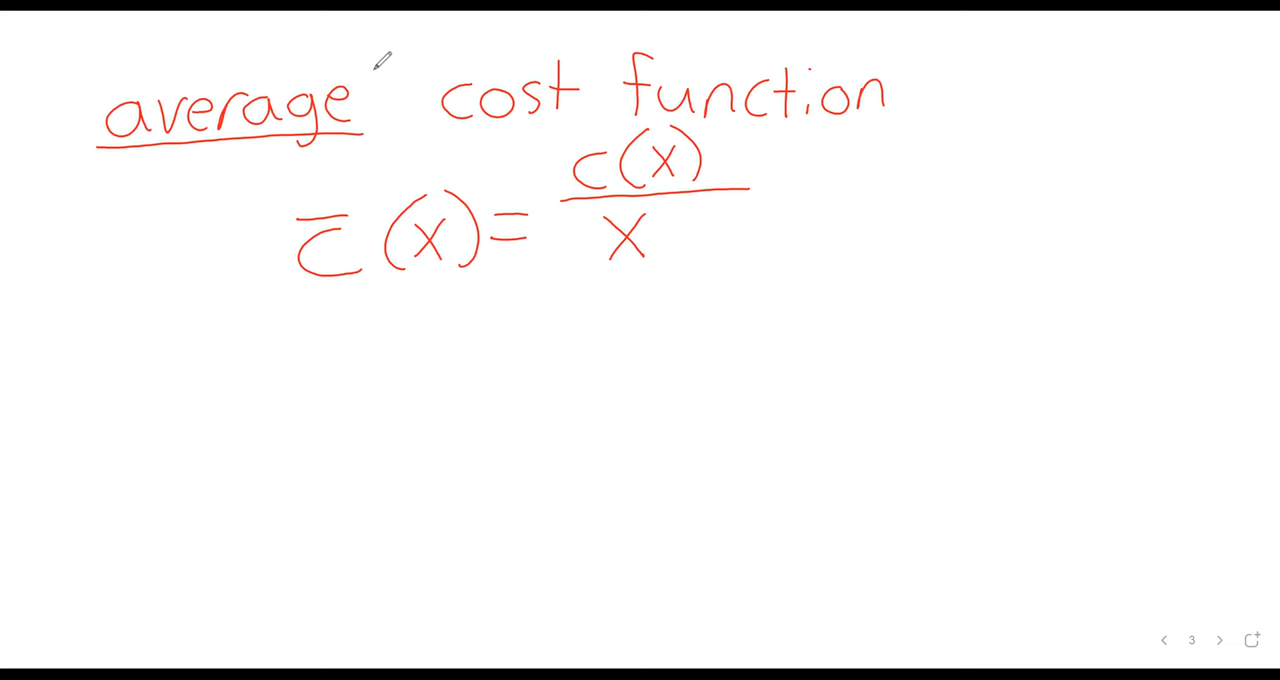 average cost function
c̅(x) = c(x)/x
3